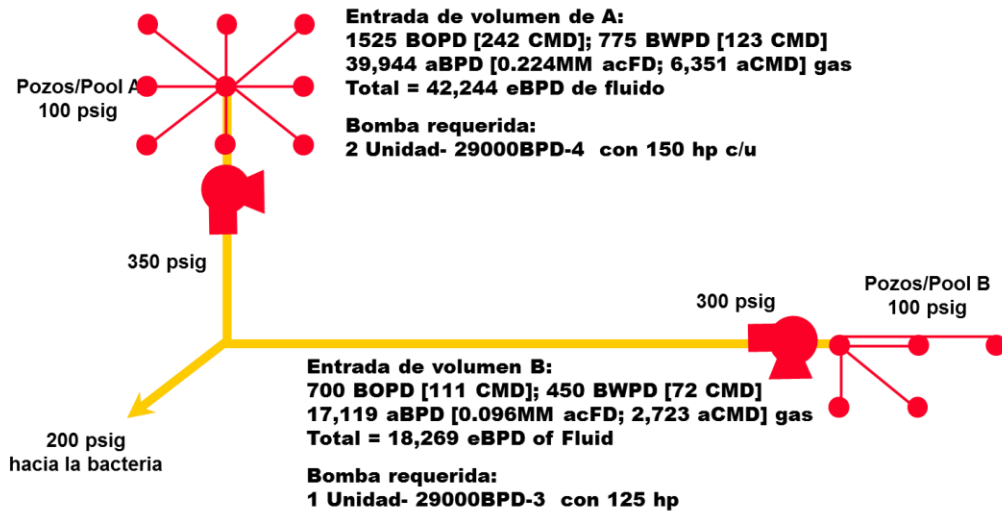 Entrada de volumen de A:
1525 BOPD [242 CMD]; 775 BWPD [123 CMD]
39,944 aBPD [0.224MM acFD; 6,351 aCMD] gas
Total = 42,244 eBPD de fluido
Bomba requerida:
2 Unidad- 29000BPD-4 con 150 hp c/u
Pozos/Pool A
100 psig
350 psig
300 psig
Pozos/Pool B
100 psig
Entrada de volumen B:
700 BOPD [111 CMD]; 450 BWPD [72 CMD]
17,119 aBPD [0.096MM acFD; 2,723 aCMD] gas
Total = 18,269 eBPD of Fluid
Bomba requerida:
1 Unidad- 29000BPD-3 con 125 hp
200 psig
hacia la bacteria